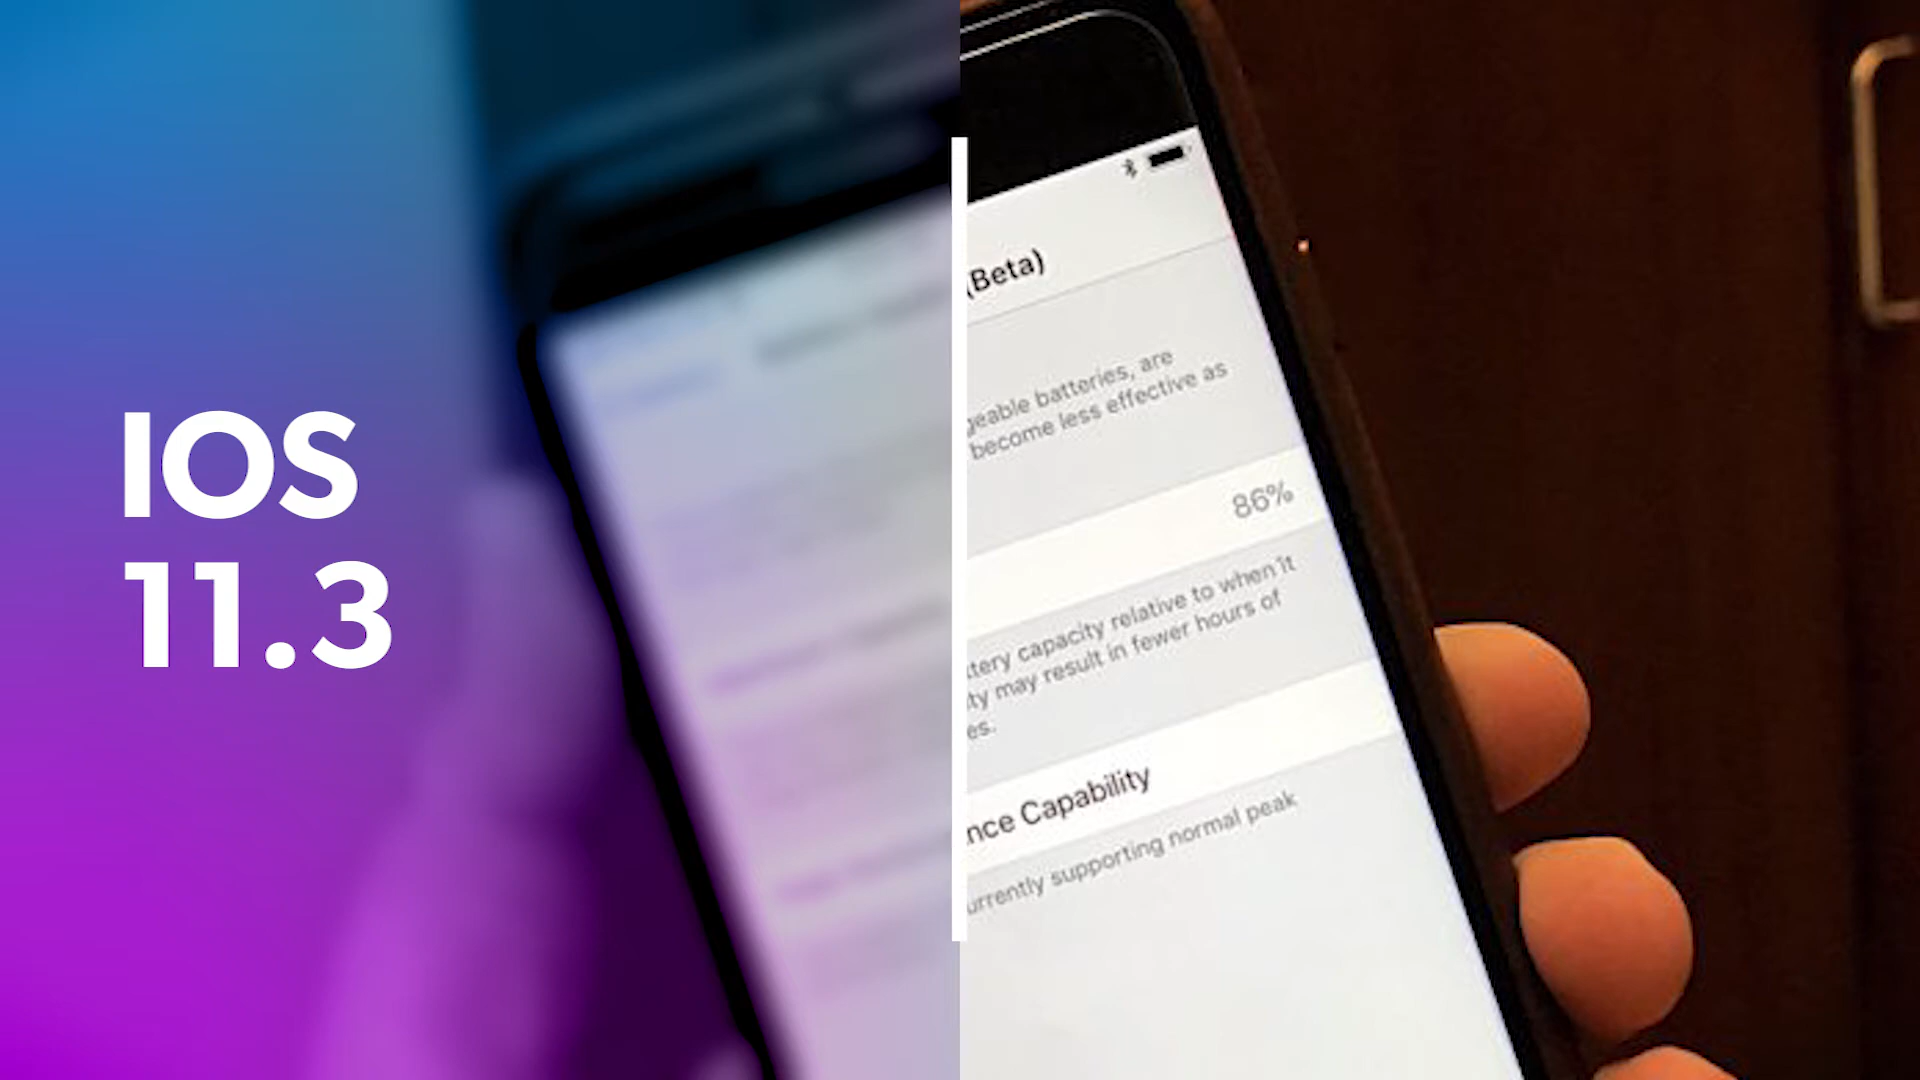 IOS
11.3
(Beta)
geable batteries, are
become less effective as
86%
ttery capacity relative to when it
ty may result in fewer hours of
es.
nce Capability
urrently supporting normal peak